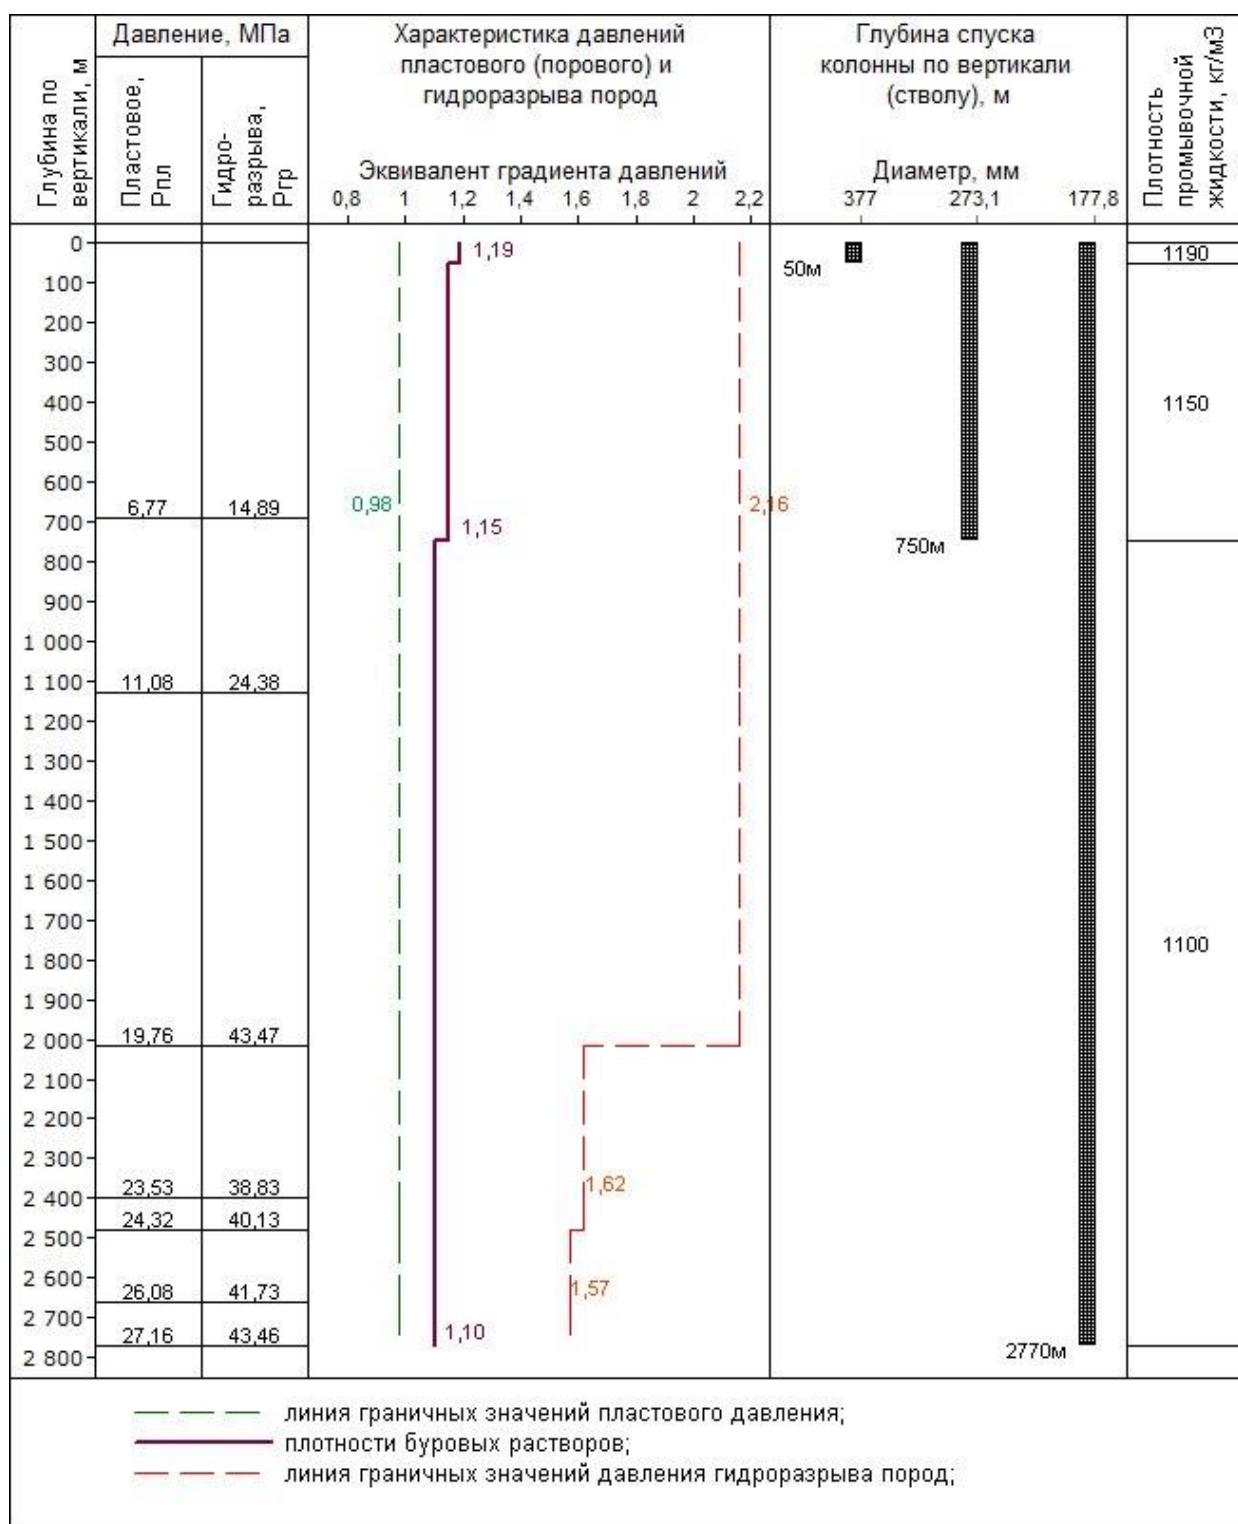 Глубина по
вертикали, м
Давление, МПа
Пластовое,
Рпл
Гидро-
разрыва,
Ргр
Характеристика давлений
пластового (порового) и
гидроразрыва пород
Эквивалент градиента давлений
0,8 1 1,2 1,4 1,6 1,8 2 2,2
Глубина спуска
колонны по вертикали
(стволу), м
Диаметр, мм
377 273,1 177,8
Плотность
промывочной
жидкости, кг/м3
0 1,19 1190
50м
100
200
300
400 1150
500
600
6,77 14,89 0,98 2,16
700 1,15
750м
800
900
1 000
1 100 11,08 24,38
1 200
1 300
1 400
1 500
1 600
1 700
1 800 1100
1 900
2 000 19,76 43,47
2 100
2 200
2 300
23,53 38,83 1,62
2 400
24,32 40,13
2 500
2 600
26,08 41,73 1,57
2 700
27,16 43,46 1,10
2770м
2 800
линия граничных значений пластового давления;
плотности буровых растворов;
линия граничных значений давления гидроразрыва пород;